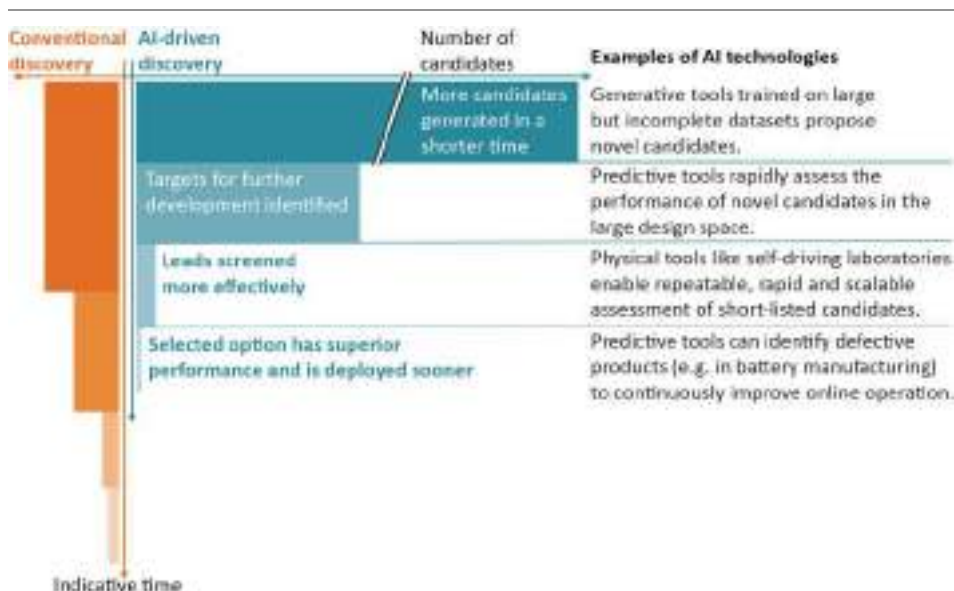 Conventional
discovery
AI-driven
discovery
Number of
candidates
Examples of AI technologies
More candidates
generated in a
shorter time
Generative tools trained on large
but incomplete datasets propose
novel candidates.
Targets for further
development identified
Predictive tools rapidly assess the
performance of novel candidates in the
large design space.
Leads screened
more effectively
Physical tools like self-driving laboratories
enable repeatable, rapid and scalable
assessment of short-listed candidates.
Selected option has superior
performance and is deployed sooner
Predictive tools can identify defective
products (e.g. in battery manufacturing)
to continuously improve online operation.
Indicative time